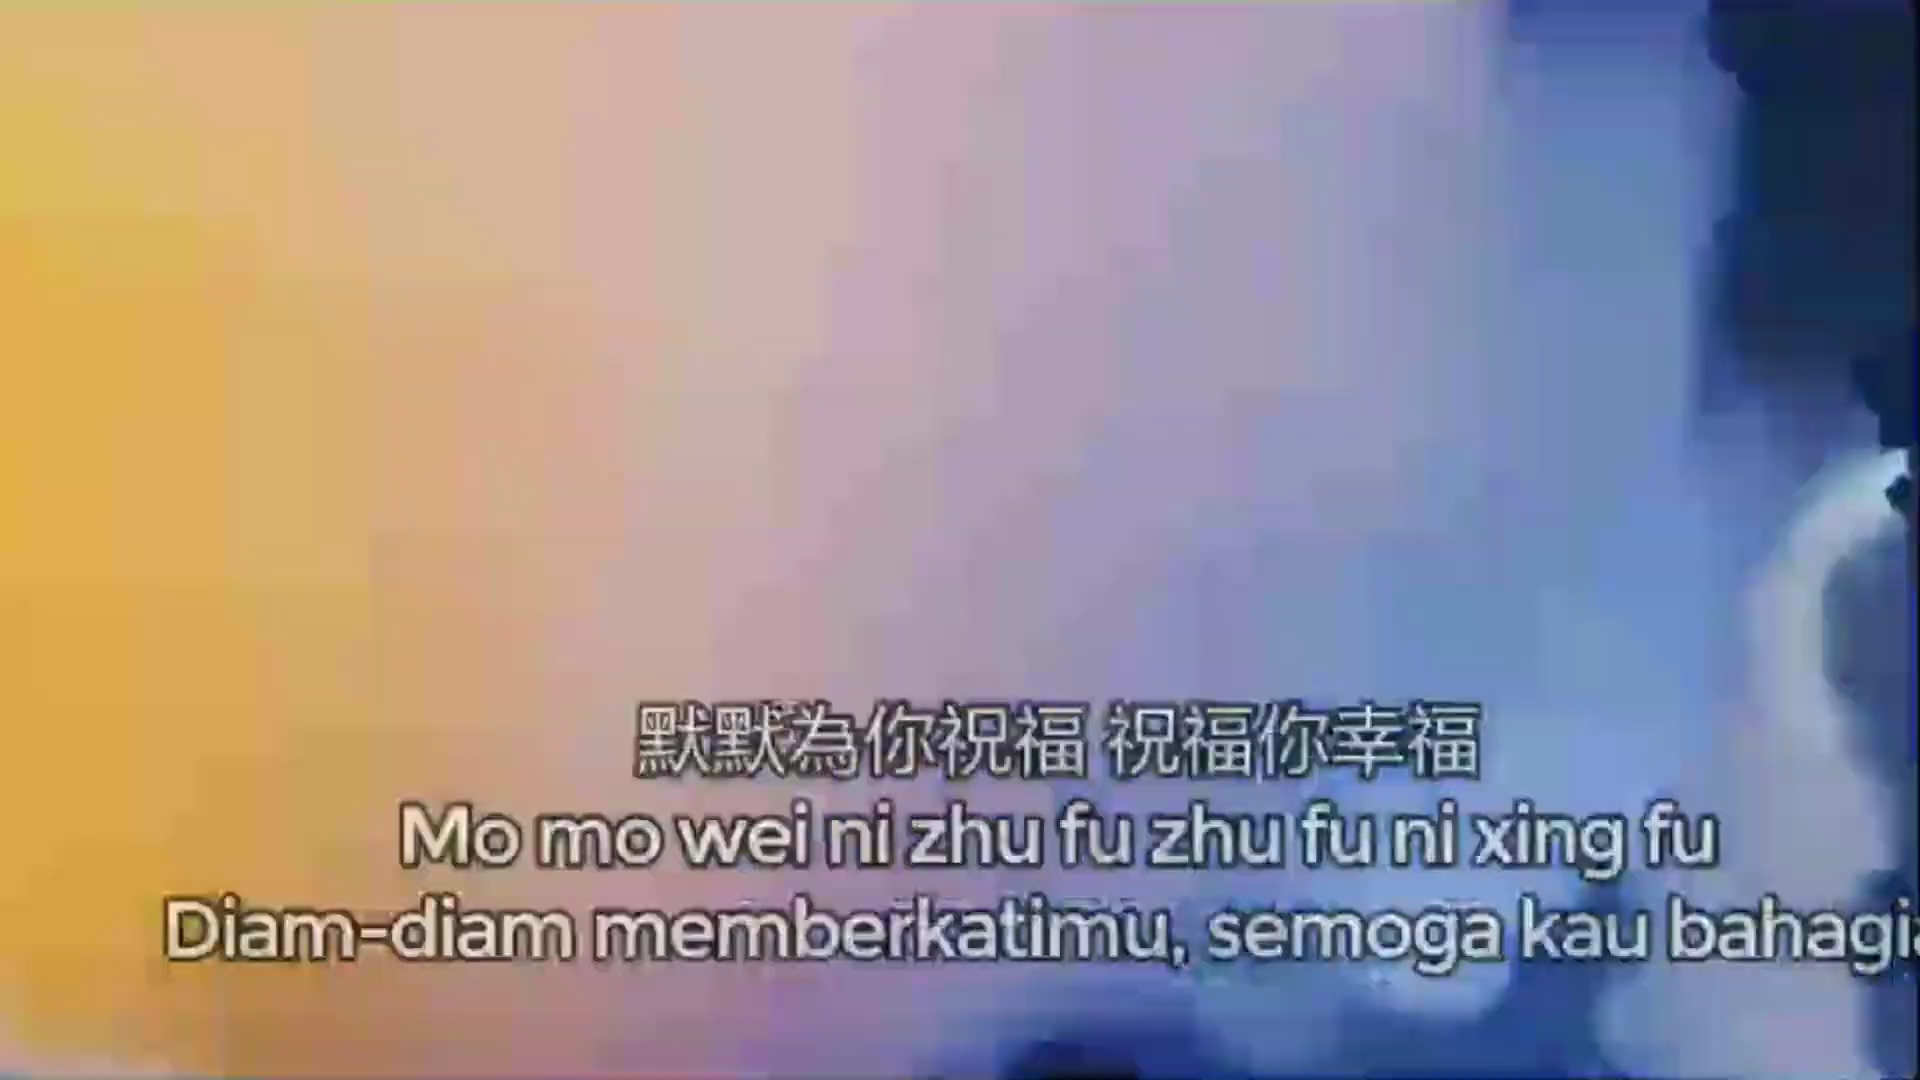 默默為你祝福 祝福你幸福
Mo mo wei ni zhu fu zhu fu ni xing fu
Diam-diam memberkatimu, semoga kau bahagia